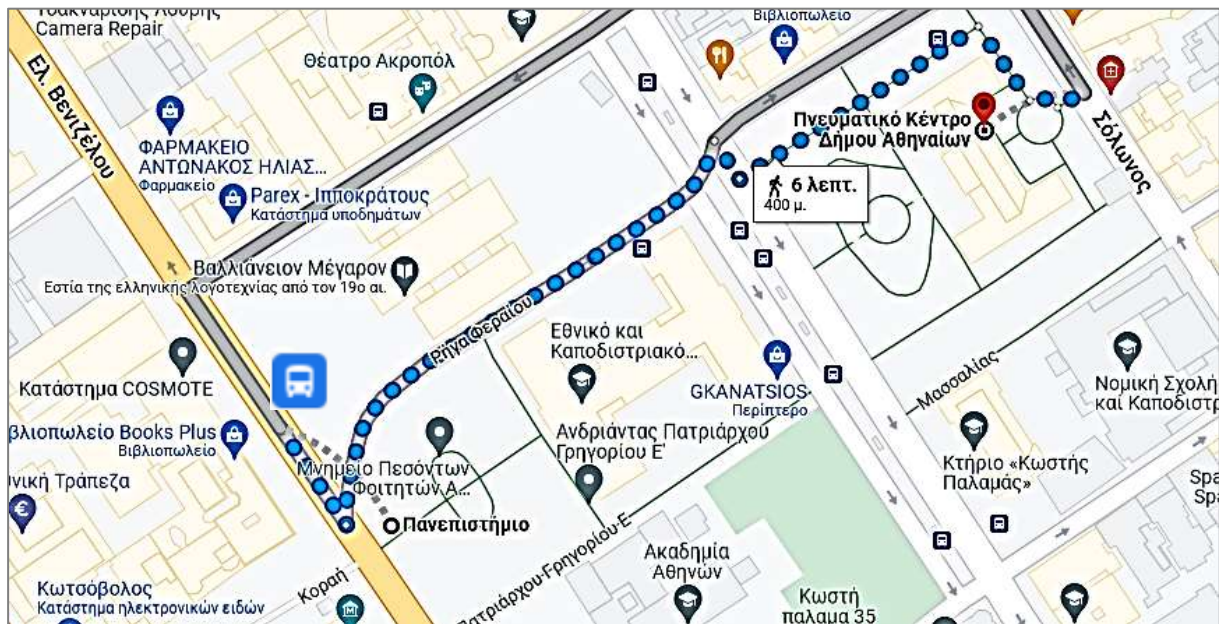 Camera Repair
Βιβλιοπωλείο
Θέατρο Ακροπόλ
Ελ. Βενιζέλου
ΦΑΡΜΑΚΕΙΟ
ΑΝΤΩΝΑΚΟΣ ΗΛΙΑΣ...
Φαρμακείο
Πνευματικό Κέντρο
Δήμου Αθηναίων
Σόλωνος
6 λεπτ.
400 μ.
Parex - Ιπποκράτους
Κατάστημα υποδημάτων
Βαλλιάνειον Μέγαρον
Εστία της ελληνικής λογοτεχνίας από τον 19ο αι.
Ρήγα Φεραίου
Εθνικό και
Καποδιστριακό...
Κατάστημα COSMOTE
GKANATSIOS
Περίπτερο
Μασσαλίας
Νομική Σχολή
και Καποδιστρ
βλιοπωλείο Books Plus
Βιβλιοπωλείο
Μνημείο Πεσόντων
Φοιτητών Α...
Ανδριάντας Πατριάρχου
Γρηγορίου Ε'
Κτήριο «Κωστής
Παλαμάς»
νική Τράπεζα
Spa
Spa
Πανεπιστήμιο
Κοραή
Πατριάρχου Γρηγορίου Ε
Ακαδημία
Αθηνών
Κωτσόβολος
Κατάστημα ηλεκτρονικών ειδών
Κωστή
παλαμα 35